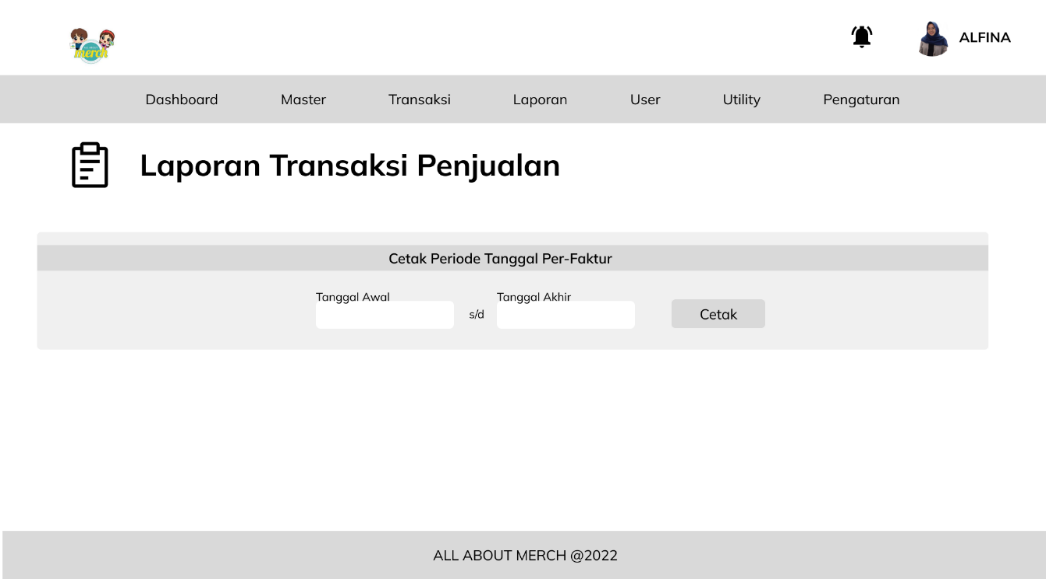 merch
ALFINA
Dashboard Master Transaksi Laporan User Utility Pengaturan
Laporan Transaksi Penjualan
Cetak Periode Tanggal Per-Faktur
Tanggal Awal Tanggal Akhir
s/d Cetak
ALL ABOUT MERCH @2022